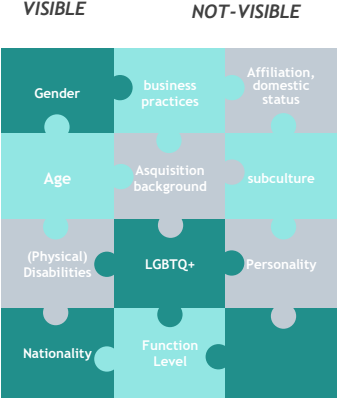 VISIBLE
NOT-VISIBLE
Gender
business
practices
Affiliation,
domestic
status
Age
Asquisition
background
subculture
(Physical)
Disabilities
LGBTQ+
Personality
Nationality
Function
Level